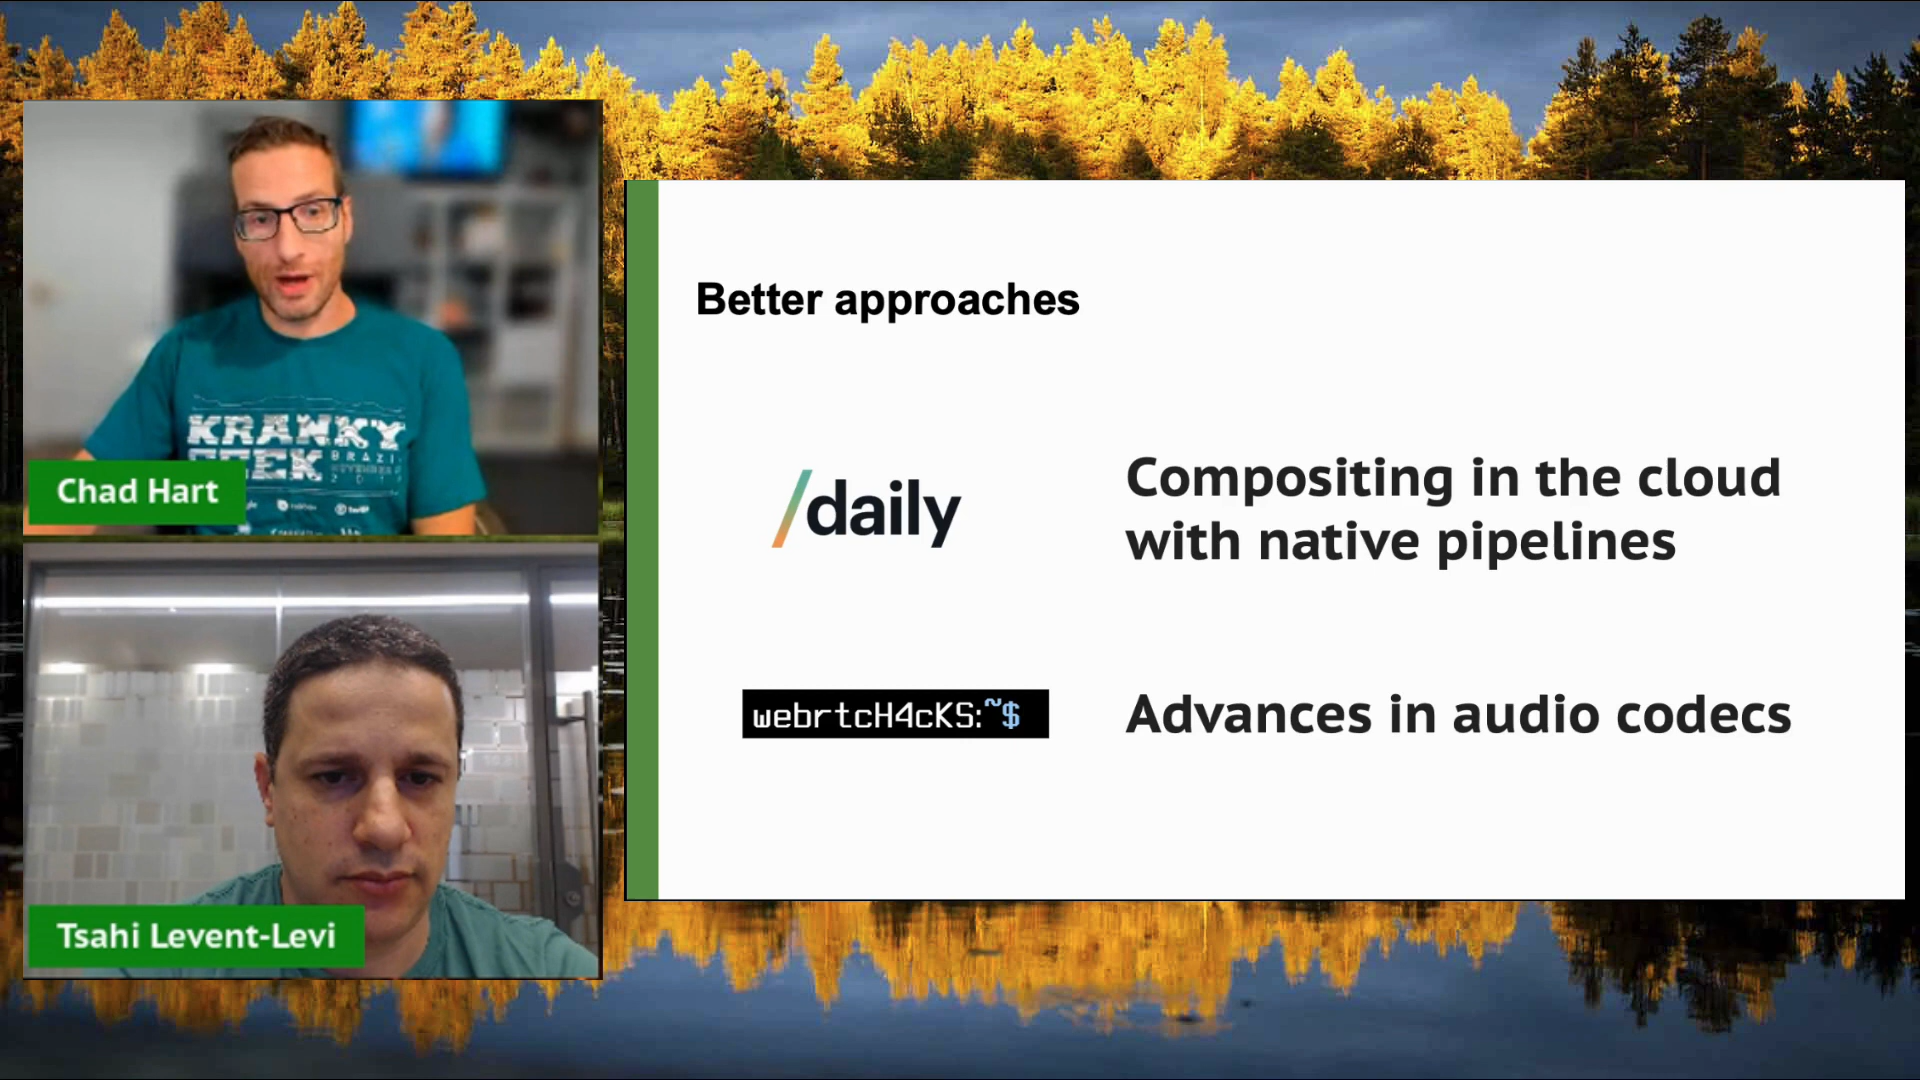 KRANKY
GEEK
Chad Hart
Tsahi Levent-Levi
Better approaches
/daily
Compositing in the cloud
with native pipelines
webrtcH4cKS:~$
Advances in audio codecs